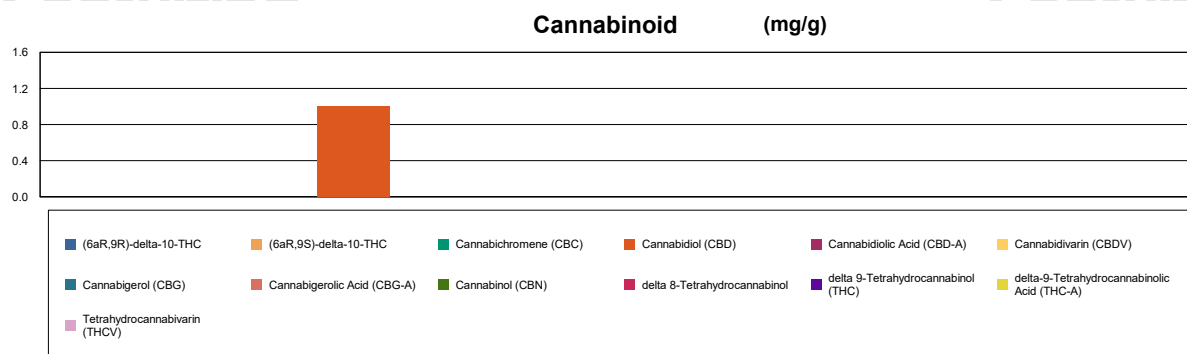 Cannabinoid (mg/g)
1.6
1.2
0.8
0.4
0.0
(6aR,9R)-delta-10-THC
(6aR,9S)-delta-10-THC
Cannabichromene (CBC)
Cannabidiol (CBD)
Cannabidiolic Acid (CBD-A)
Cannabidivarin (CBDV)
Cannabigerol (CBG)
Cannabigerolic Acid (CBG-A)
Cannabinol (CBN)
delta 8-Tetrahydrocannabinol
delta 9-Tetrahydrocannabinol
(THC)
delta-9-Tetrahydrocannabinolic
Acid (THC-A)
Tetrahydrocannabivarin
(THCV)